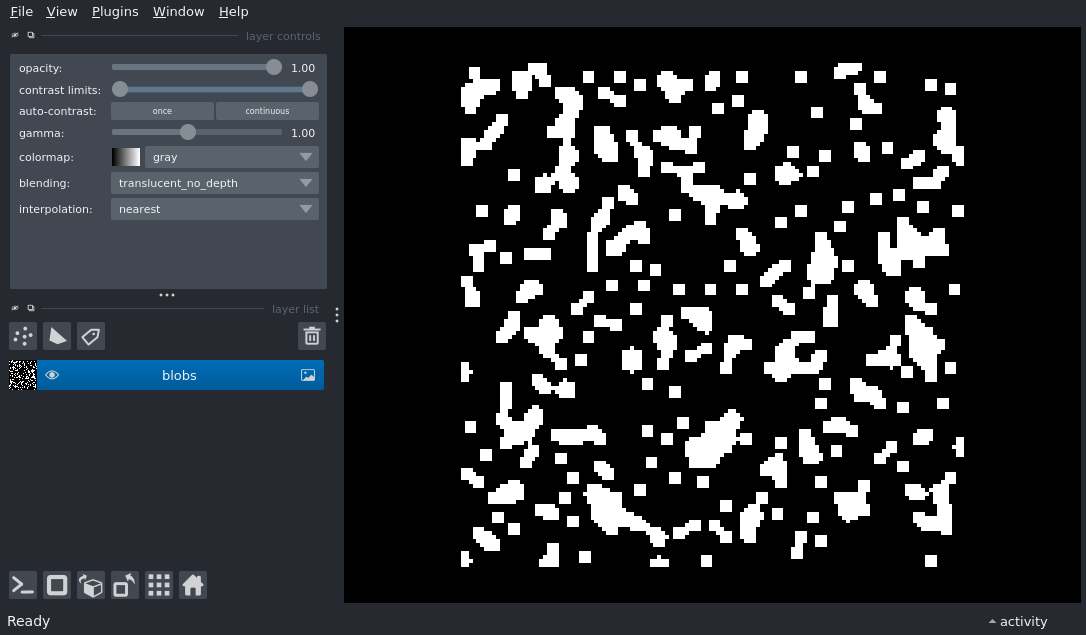 File View Plugins Window Help
layer controls
opacity: 1.00
contrast limits:
auto-contrast: once continuous
gamma: 1.00
colormap: gray
blending: translucent_no_depth
interpolation: nearest
layer list
blobs
Ready
activity